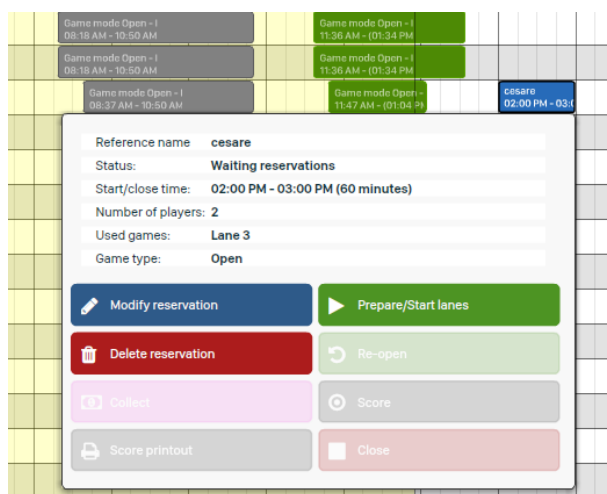 Game mode Open - I
08:18 AM - 10:50 AM
Game mode Open - I
11:36 AM - (01:34 PM
Game mode Open - I
08:18 AM - 10:50 AM
Game mode Open - I
11:36 AM - (01:34 PM
Game mode Open - I
08:37 AM - 10:50 AM
Game mode Open -
11:47 AM - (01:04 P
cesare
02:00 PM - 03:0
Reference name cesare
Status: Waiting reservations
Start/close time: 02:00 PM - 03:00 PM (60 minutes)
Number of players: 2
Used games: Lane 3
Game type: Open
Modify reservation
Prepare/Start lanes
Delete reservation
Re-open
Collect
Score
Score printout
Close